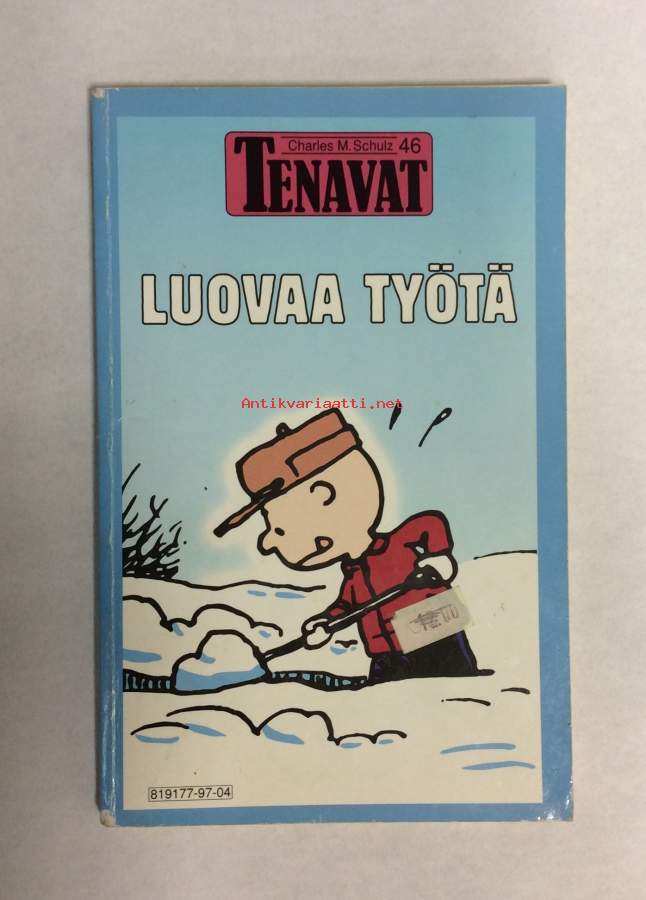 Charles M. Schulz 46
TENAVAT
LUOVAA TYÖTÄ
Antikvariaatti.net
819177-97-04